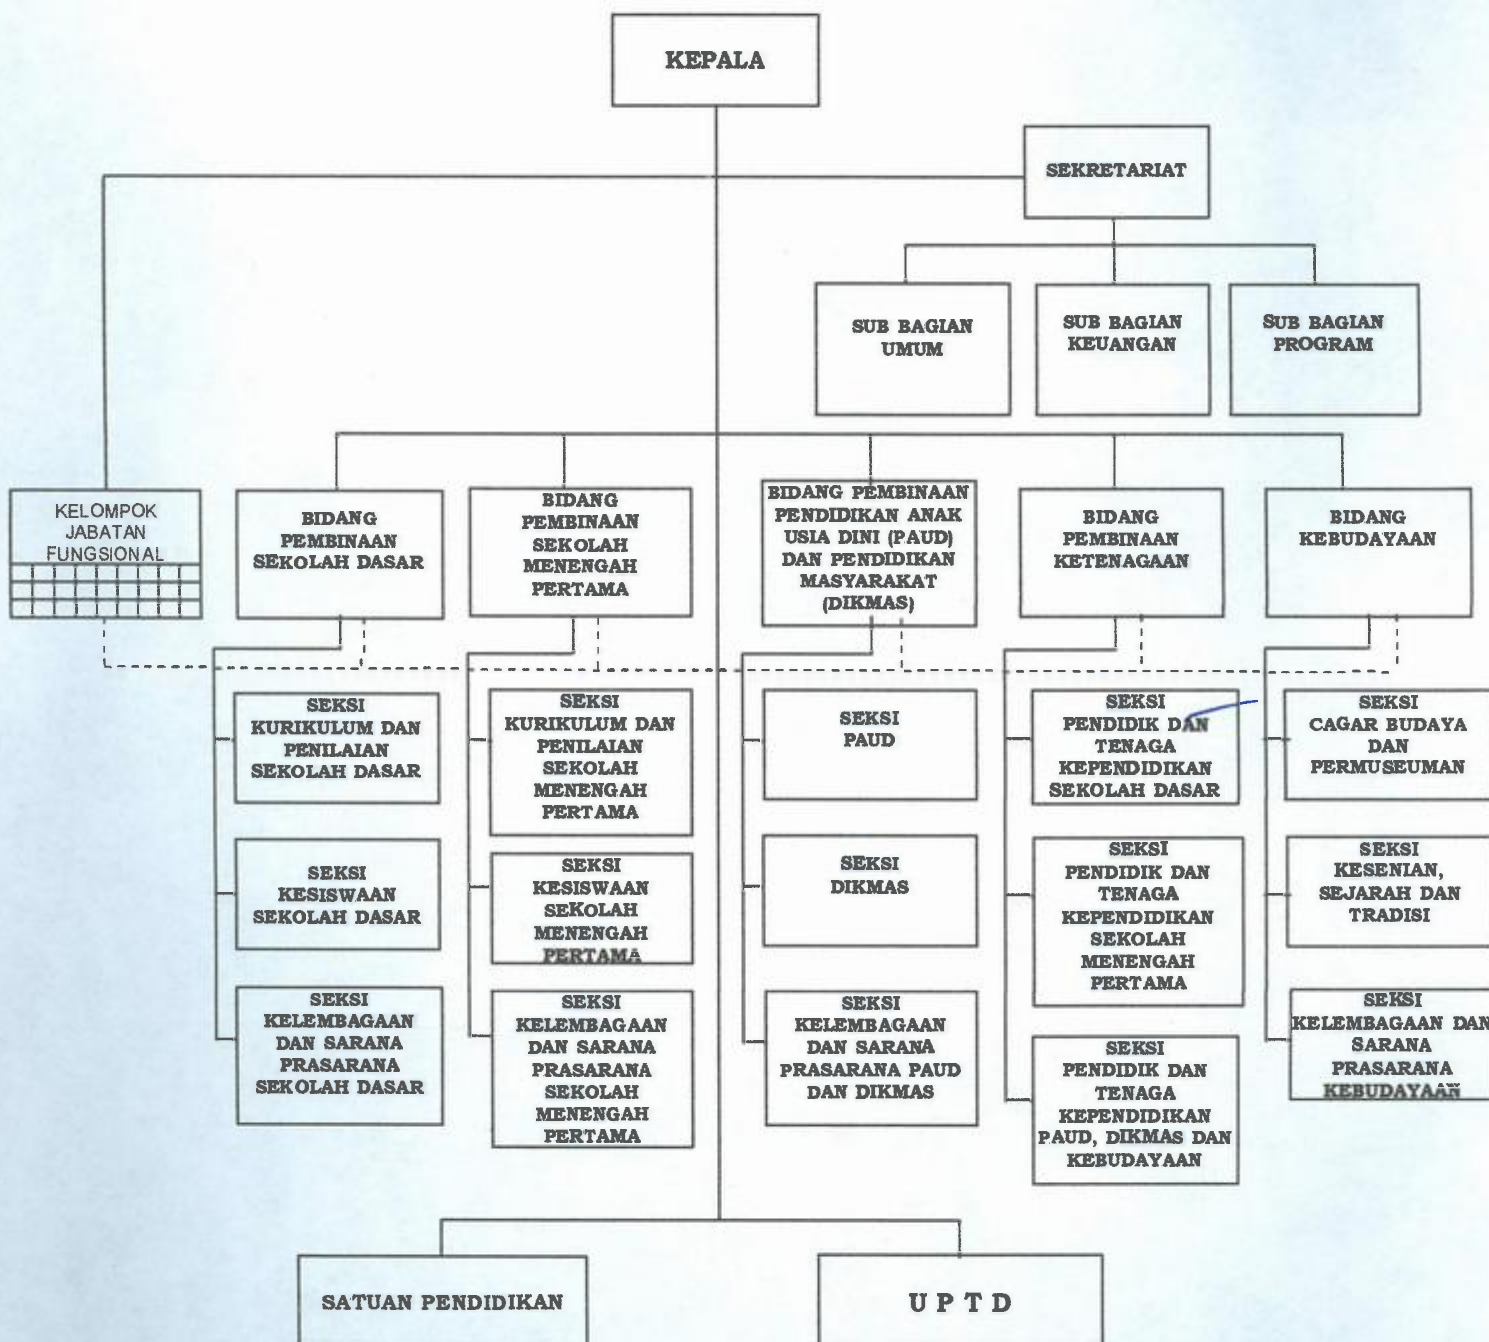 KEPALA
SEKRETARIAT
SUB BAGIAN
UMUM
SUB BAGIAN
KEUANGAN
SUB BAGIAN
PROGRAM
KELOMPOK
JABATAN
FUNGSIONAL
BIDANG
PEMBINAAN
SEKOLAH DASAR
BIDANG
PEMBINAAN
SEKOLAH
MENENGAH
PERTAMA
BIDANG PEMBINAAN
PENDIDIKAN ANAK
USIA DINI (PAUD)
DAN PENDIDIKAN
MASYARAKAT
(DIKMAS)
BIDANG
PEMBINAAN
KETENAGAAN
BIDANG
KEBUDAYAAN
SEKSI
KURIKULUM DAN
PENILAIAN
SEKOLAH DASAR
SEKSI
KURIKULUM DAN
PENILAIAN
SEKOLAH
MENENGAH
PERTAMA
SEKSI
PAUD
SEKSI
PENDIDIK DAN
TENAGA
KEPENDIDIKAN
SEKOLAH DASAR
SEKSI
CAGAR BUDAYA
DAN
PERMUSEUMAN
SEKSI
KESISWAAN
SEKOLAH DASAR
SEKSI
KESISWAAN
SEKOLAH
MENENGAH
PERTAMA
SEKSI
DIKMAS
SEKSI
PENDIDIK DAN
TENAGA
KEPENDIDIKAN
SEKOLAH
MENENGAH
PERTAMA
SEKSI
KESENIAN,
SEJARAH DAN
TRADISI
SEKSI
KELEMBAGAAN
DAN SARANA
PRASARANA
SEKOLAH DASAR
SEKSI
KELEMBAGAAN
DAN SARANA
PRASARANA
SEKOLAH
MENENGAH
PERTAMA
SEKSI
KELEMBAGAAN
DAN SARANA
PRASARANA PAUD
DAN DIKMAS
SEKSI
PENDIDIK DAN
TENAGA
KEPENDIDIKAN
PAUD, DIKMAS DAN
KEBUDAYAAN
SEKSI
KELEMBAGAAN DAN
SARANA
PRASARANA
KEBUDAYAAN
SATUAN PENDIDIKAN
U P T D